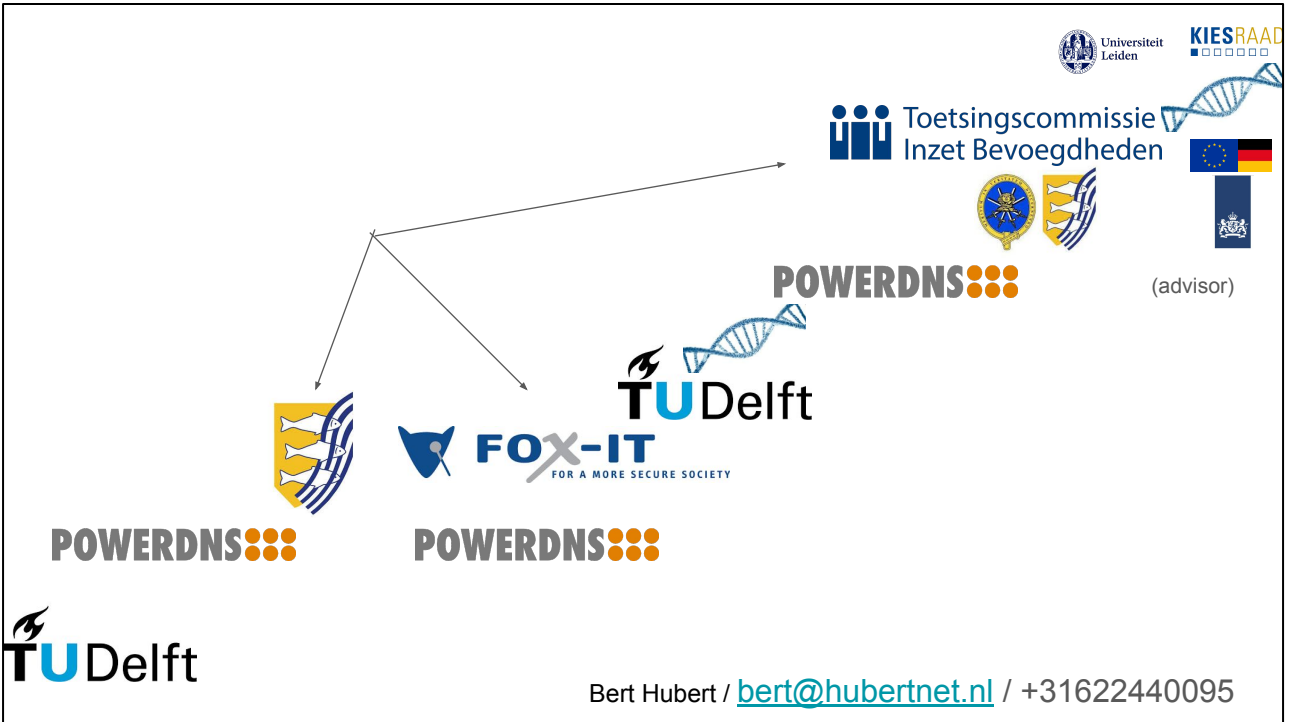 Universiteit
Leiden
KIESRAAD
Toetsingscommissie
Inzet Bevoegdheden
POWERDNS
(advisor)
TUDelft
FOX-IT
FOR A MORE SECURE SOCIETY
POWERDNS
POWERDNS
TUDelft
Bert Hubert / bert@hubertnet.nl / +31622440095